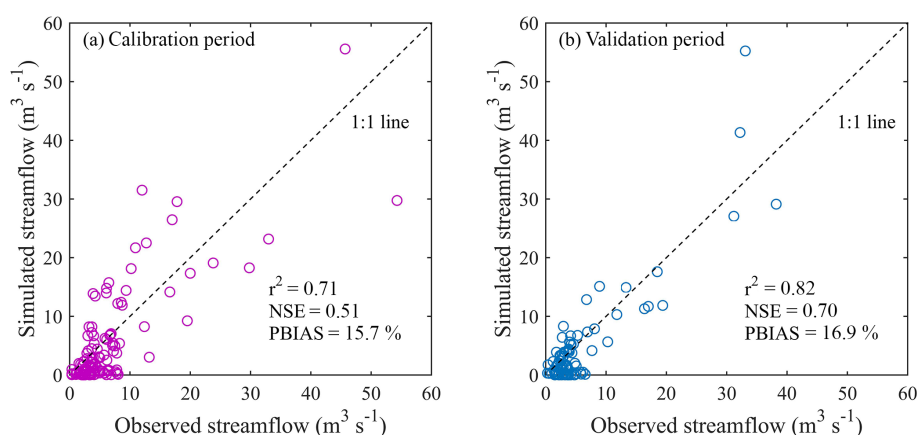 (a) Calibration period
60
50
40
30
20
10
0
Simulated streamflow (m³ s⁻¹)
1:1 line
r² = 0.71
NSE = 0.51
PBIAS = 15.7 %
0 10 20 30 40 50 60
Observed streamflow (m³ s⁻¹)
(b) Validation period
60
50
40
30
20
10
0
Simulated streamflow (m³ s⁻¹)
1:1 line
r² = 0.82
NSE = 0.70
PBIAS = 16.9 %
0 10 20 30 40 50 60
Observed streamflow (m³ s⁻¹)